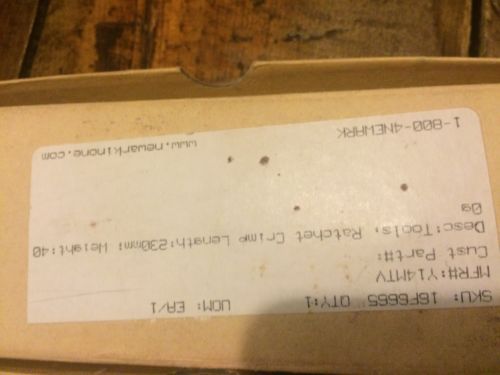 SKU: 16F6665 QTY:1 UOM: EA/1
MFR#:Y14MTV
Cust Part#:
Desc:Tools, Ratchet Crimp Length:230mm: Weight:40
0g
1-800-4NEWARK www.newarkinone.com